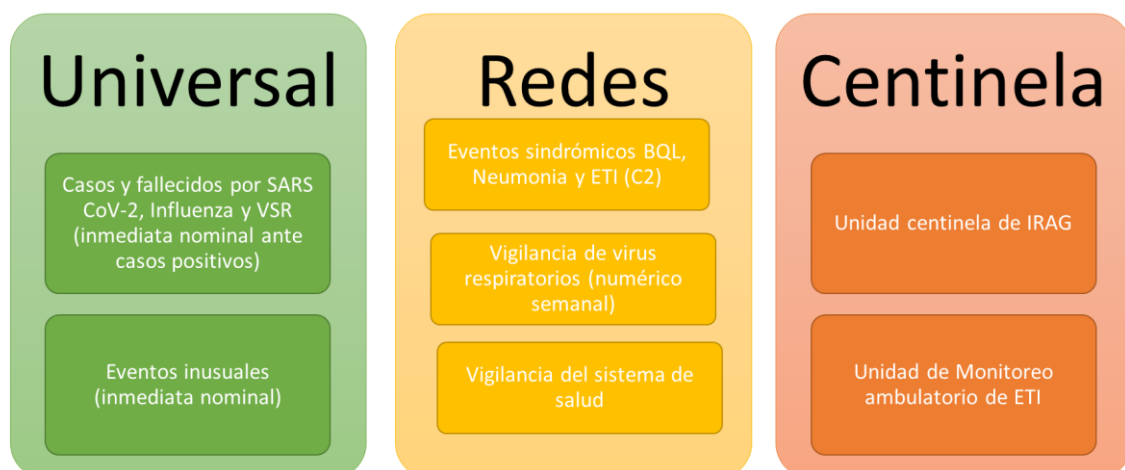 Universal
Casos y fallecidos por SARS
CoV-2, Influenza y VSR
(inmediata nominal ante
casos positivos)
Eventos inusuales
(inmediata nominal)
Redes
Eventos sindrómicos BQL,
Neumonia y ETI (C2)
Vigilancia de virus
respiratorios (numérico
semanal)
Vigilancia del sistema de
salud
Centinela
Unidad centinela de IRAG
Unidad de Monitoreo
ambulatorio de ETI